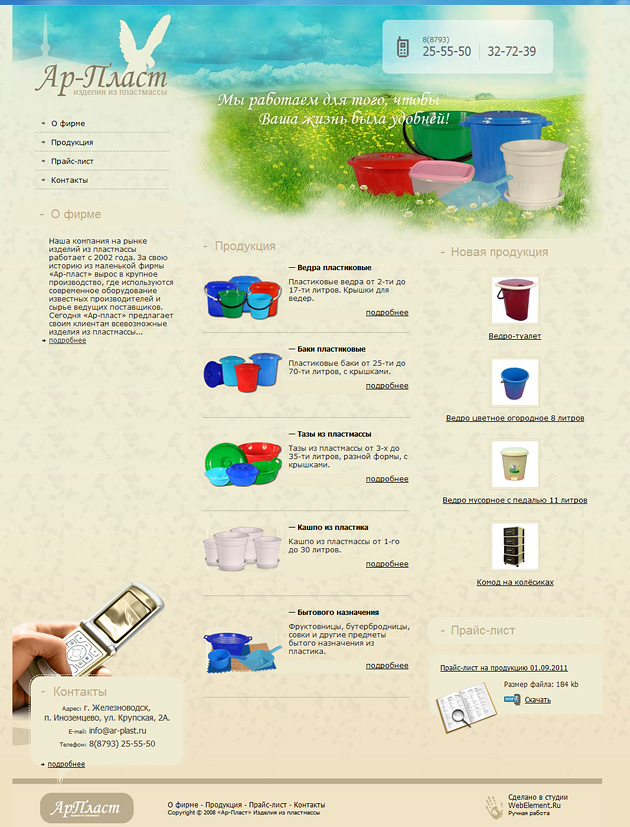 Ар-Пласт
изделия из пластмассы
8(8793)
25-55-50 32-72-39
Мы работаем для того, чтобы
Ваша жизнь была удобней!
О фирме
Продукция
Прайс-лист
Контакты
- О фирме
Наша компания на рынке
изделий из пластмассы
работает с 2002 года. За свою
историю из маленькой фирмы
«Ар-пласт» вырос в крупное
производство, где используются
современное оборудование
известных производителей и
сырье ведущих поставщиков.
Сегодня «Ар-пласт» предлагает
своим клиентам всевозможные
изделия из пластмассы...
подробнее
- Продукция
— Ведра пластиковые
Пластиковые ведра от 2-ти до
17-ти литров. Крышки для
ведер.
подробнее
— Баки пластиковые
Пластиковые баки от 25-ти до
70-ти литров, с крышками.
подробнее
— Тазы из пластмассы
Тазы из пластмассы от 3-х до
35-ти литров, разной формы, с
крышками.
подробнее
— Кашпо из пластика
Кашпо из пластмассы от 1-го
до 30 литров.
подробнее
— Бытового назначения
Фруктовницы, бутербродницы,
совки и другие предметы
бытого назначения из
пластика.
подробнее
- Новая продукция
Ведро-туалет
Ведро цветное огородное 8 литров
Ведро мусорное с педалью 11 литров
Комод на колёсиках
- Прайс-лист
Прайс-лист на продукцию 01.09.2011
Размер файла: 184 kb
Скачать
- Контакты
Адрес: г. Железноводск,
п. Иноземцево, ул. Крупская, 2А.
E-mail: info@ar-plast.ru
Телефон: 8(8793) 25-55-50
подробнее
АрПласт
О фирме - Продукция - Прайс-лист - Контакты
Copyright © 2008 «Ар-Пласт» Изделия из пластмассы
Сделано в студии
WebElement.Ru
Ручная работа